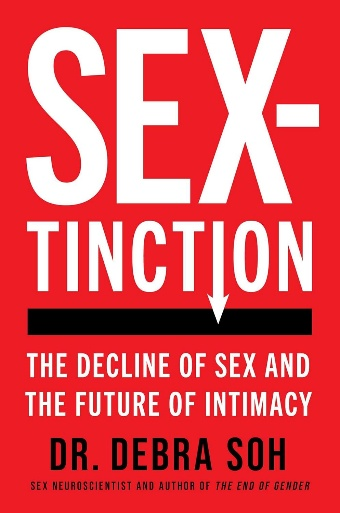 SEX-
TINCTION
THE DECLINE OF SEX AND
THE FUTURE OF INTIMACY
DR. DEBRA SOH
SEX NEUROSCIENTIST AND AUTHOR OF THE END OF GENDER